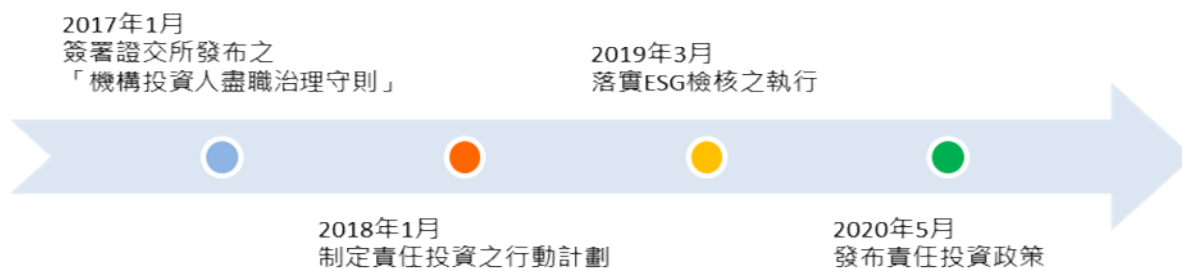 2017年1月
簽署證交所發布之
「機構投資人盡職治理守則」
2019年3月
落實ESG檢核之執行
2018年1月
制定責任投資之行動計劃
2020年5月
發布責任投資政策